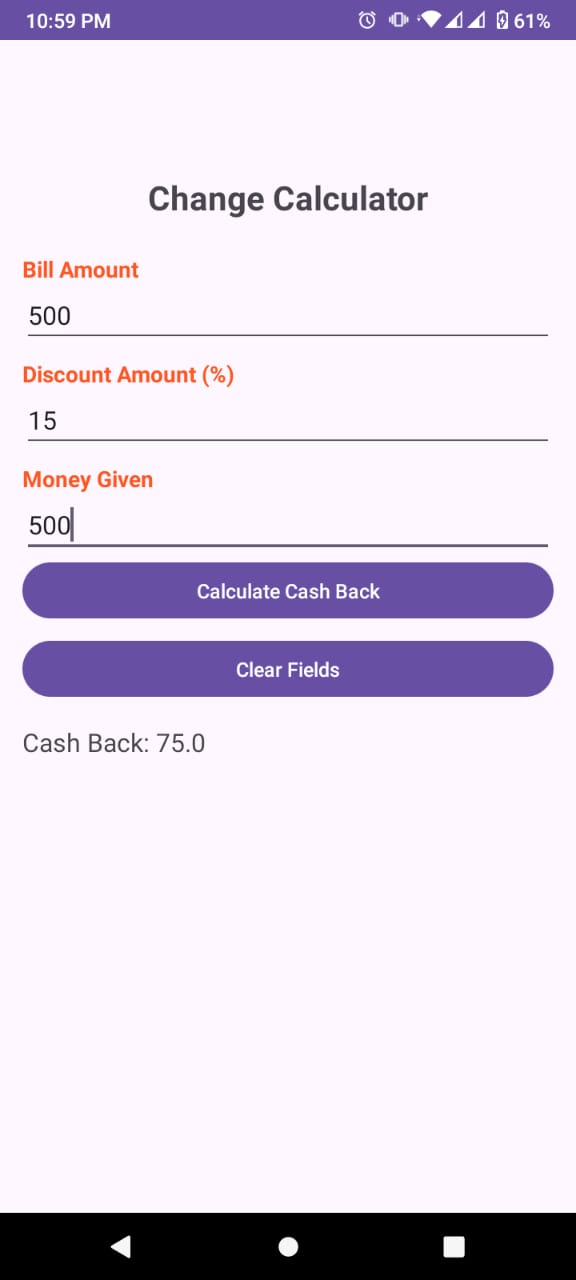 10:59 PM 61%
Change Calculator
Bill Amount
500
Discount Amount (%)
15
Money Given
500
Calculate Cash Back
Clear Fields
Cash Back: 75.0